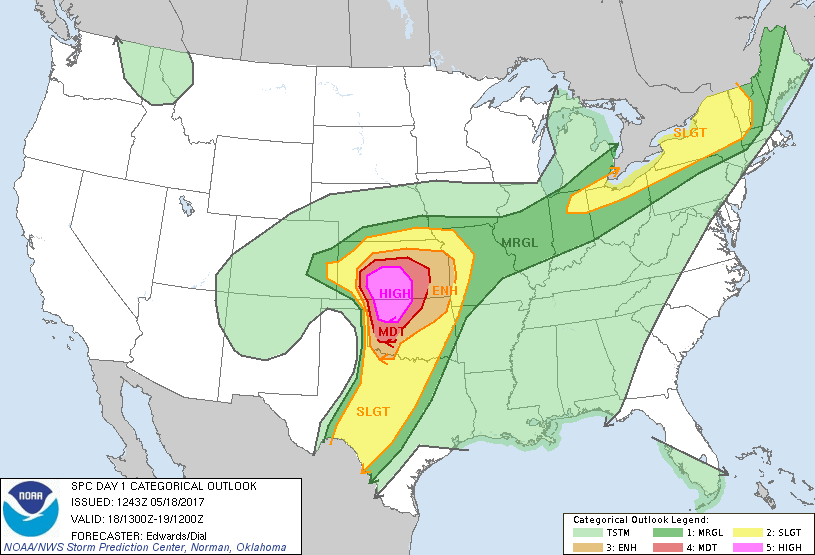 SLGT
MRGL
HIGH
ENH
MDT
SLGT
NOAA
SPC DAY 1 CATEGORICAL OUTLOOK
ISSUED: 1243Z 05/18/2017
VALID: 18/1300Z-19/1200Z
FORECASTER: Edwards/Dial
NOAA/NWS Storm Prediction Center, Norman, Oklahoma
Categorical Outlook Legend:
TSTM 1: MRGL 2: SLGT
3: ENH 4: MDT 5: HIGH